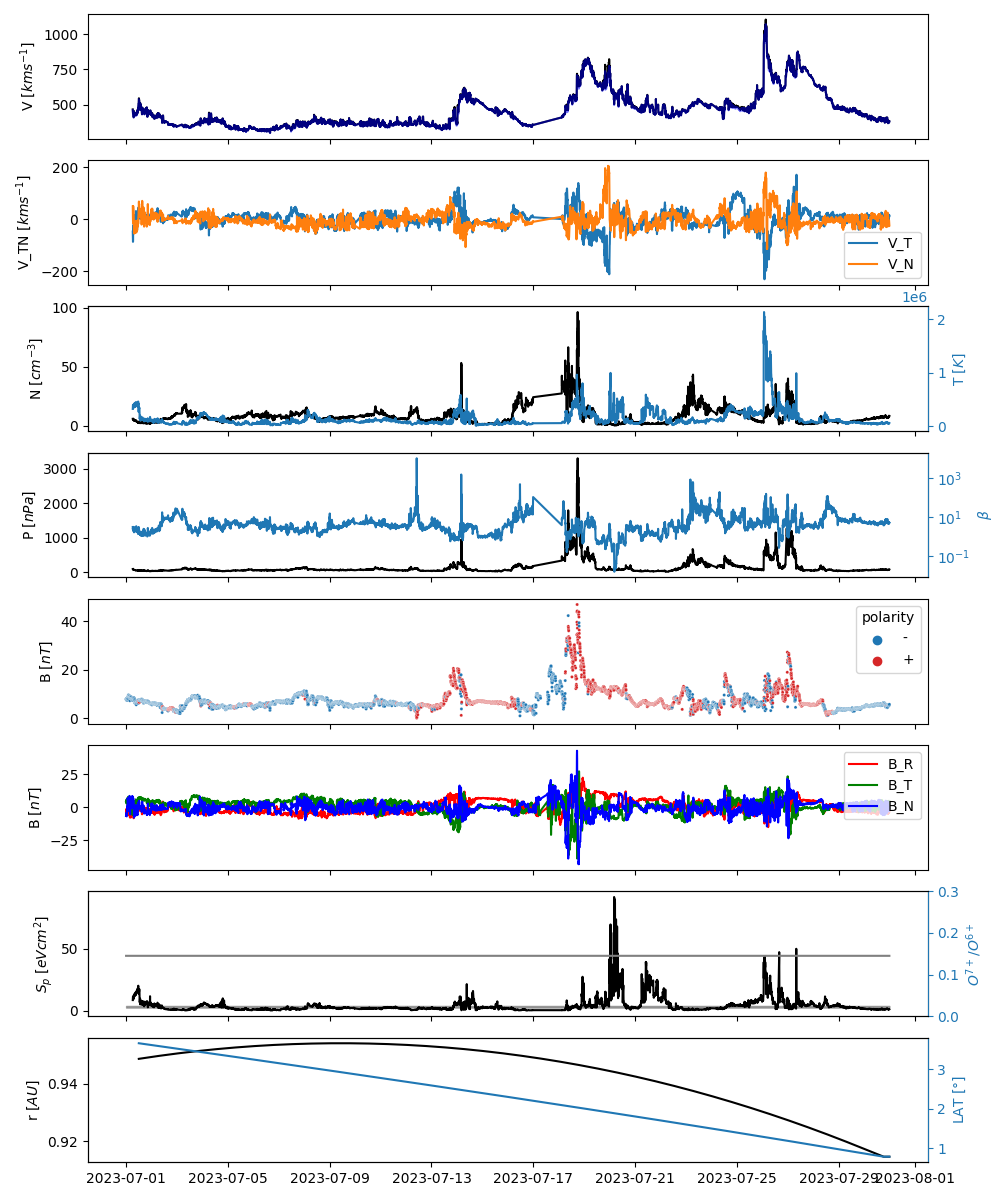 1000
750
500
V [kms⁻¹]
200
0
−200
V_TN [kms⁻¹]
V_T
V_N
1e6
100
50
0
N [cm⁻³]
2
1
0
T [K]
3000
2000
1000
0
P [nPa]
10³
10¹
10⁻¹
β
40
20
0
B [nT]
polarity
-
+
25
0
−25
B [nT]
B_R
B_T
B_N
50
0
Sₚ [eVcm²]
0.3
0.2
0.1
0.0
O⁷⁺/O⁶⁺
0.94
0.92
r [AU]
3
2
1
LAT [°]
2023-07-01 2023-07-05 2023-07-09 2023-07-13 2023-07-17 2023-07-21 2023-07-25 2023-07-29 2023-08-01